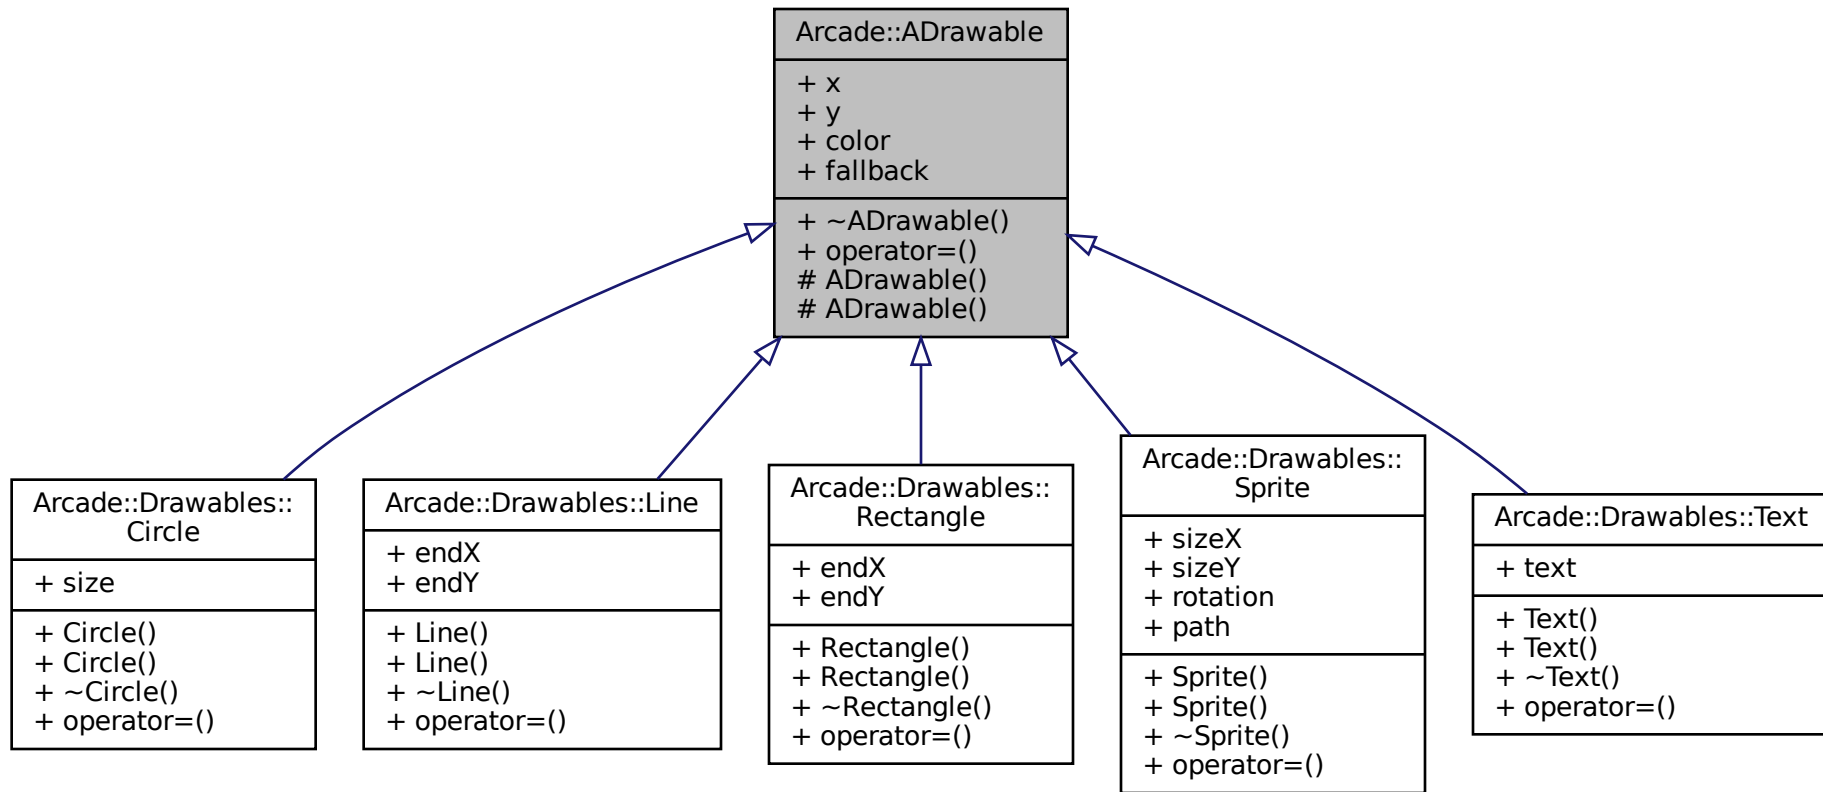 Arcade::ADrawable
+ x
+ y
+ color
+ fallback
+ ~ADrawable()
+ operator=()
# ADrawable()
# ADrawable()
Arcade::Drawables::
Circle
+ size
+ Circle()
+ Circle()
+ ~Circle()
+ operator=()
Arcade::Drawables::Line
+ endX
+ endY
+ Line()
+ Line()
+ ~Line()
+ operator=()
Arcade::Drawables::
Rectangle
+ endX
+ endY
+ Rectangle()
+ Rectangle()
+ ~Rectangle()
+ operator=()
Arcade::Drawables::
Sprite
+ sizeX
+ sizeY
+ rotation
+ path
+ Sprite()
+ Sprite()
+ ~Sprite()
+ operator=()
Arcade::Drawables::Text
+ text
+ Text()
+ Text()
+ ~Text()
+ operator=()